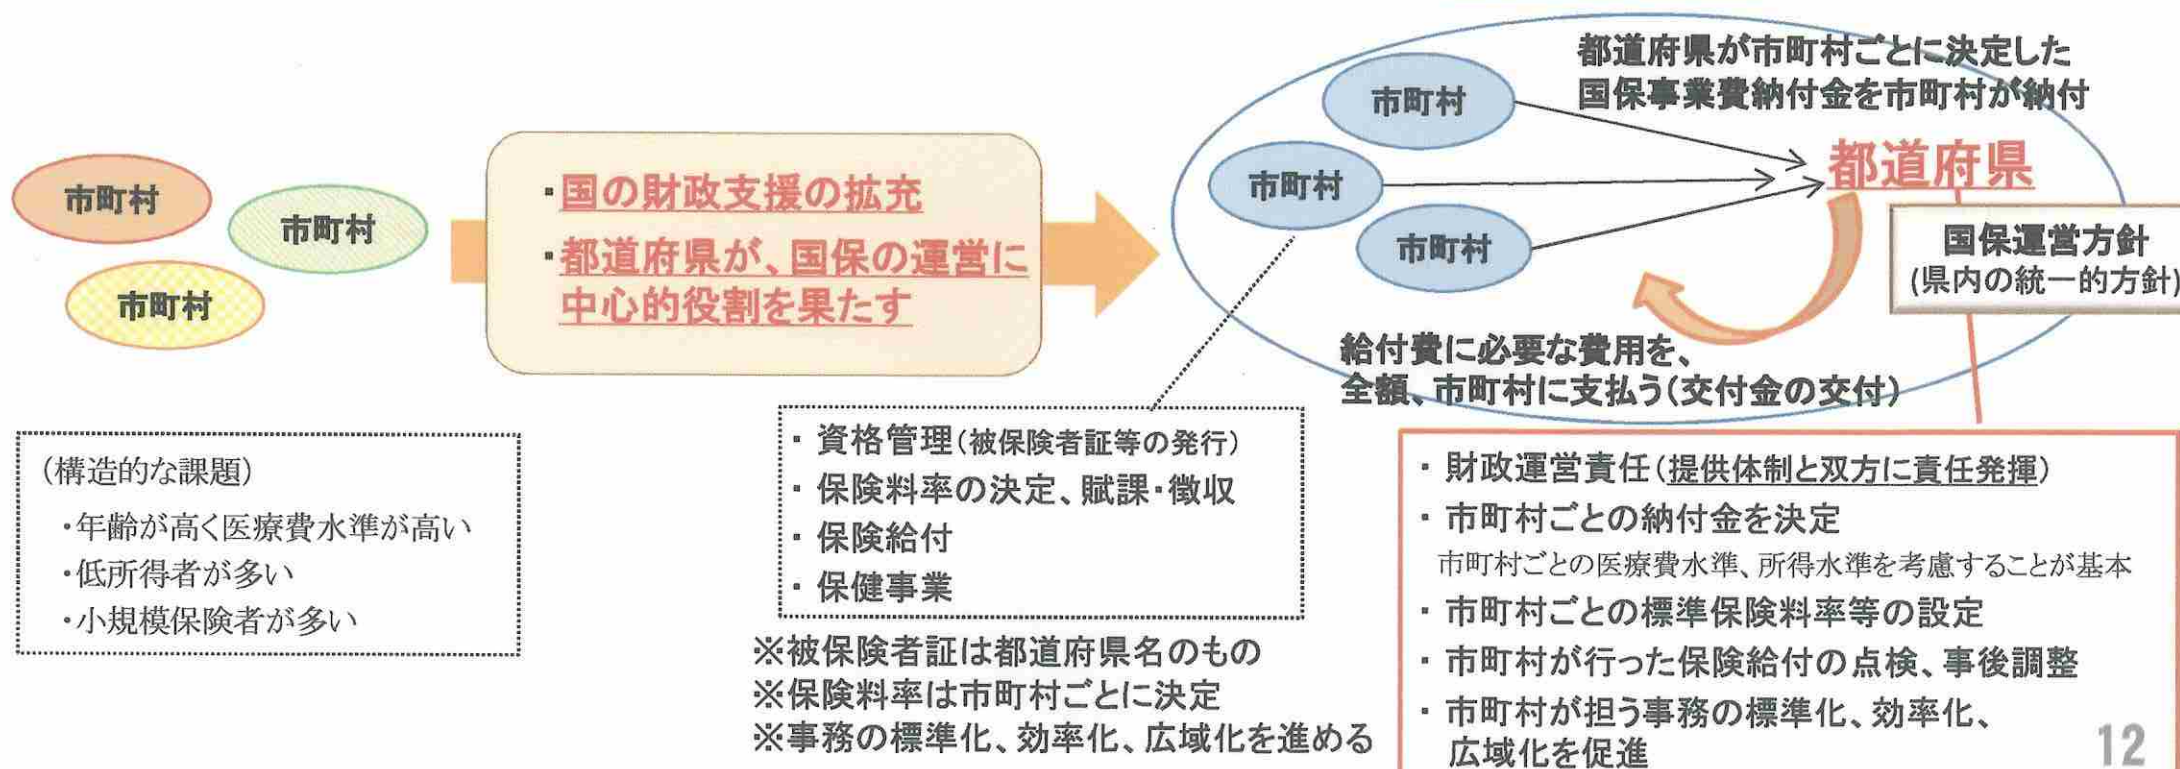 市町村
市町村
市町村
・国の財政支援の拡充
・都道府県が、国保の運営に
中心的役割を果たす
都道府県が市町村ごとに決定した
国保事業費納付金を市町村が納付
市町村
市町村
市町村
都道府県
国保運営方針
(県内の統一的方針)
給付費に必要な費用を、
全額、市町村に支払う(交付金の交付)
(構造的な課題)
・年齢が高く医療費水準が高い
・低所得者が多い
・小規模保険者が多い
・ 資格管理(被保険者証等の発行)
・ 保険料率の決定、賦課・徴収
・ 保険給付
・ 保健事業
※被保険者証は都道府県名のもの
※保険料率は市町村ごとに決定
※事務の標準化、効率化、広域化を進める
・ 財政運営責任(提供体制と双方に責任発揮)
・ 市町村ごとの納付金を決定
市町村ごとの医療費水準、所得水準を考慮することが基本
・ 市町村ごとの標準保険料率等の設定
・ 市町村が行った保険給付の点検、事後調整
・ 市町村が担う事務の標準化、効率化、
広域化を促進
12